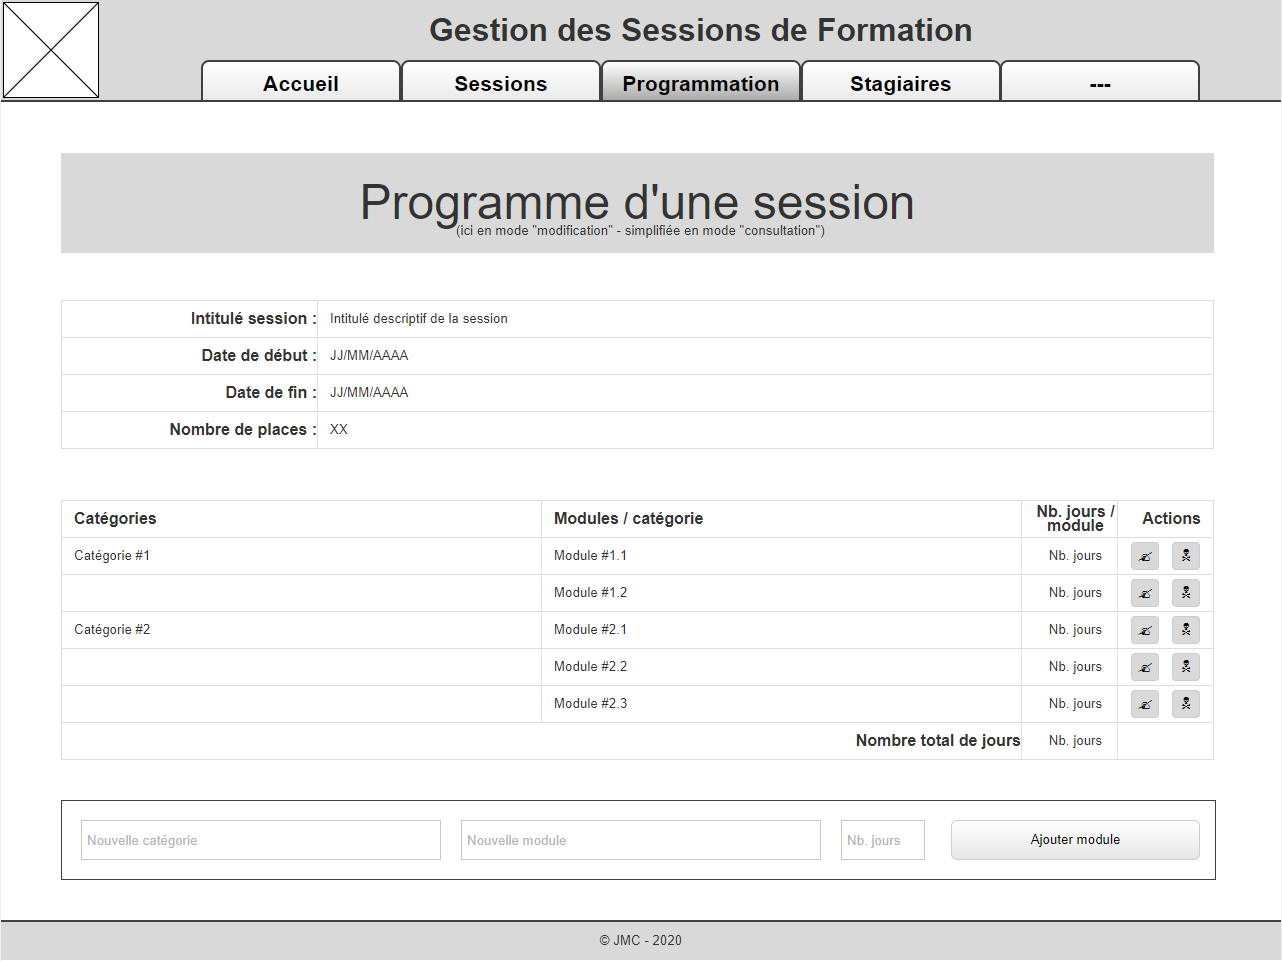 Gestion des Sessions de Formation
Accueil Sessions Programmation Stagiaires ---
Programme d'une session
(ici en mode "modification" - simplifiée en mode "consultation")
Intitulé session : Intitulé descriptif de la session
Date de début : JJ/MM/AAAA
Date de fin : JJ/MM/AAAA
Nombre de places : XX
Catégories Modules / catégorie Nb. jours / module Actions
Catégorie #1 Module #1.1 Nb. jours
Module #1.2 Nb. jours
Catégorie #2 Module #2.1 Nb. jours
Module #2.2 Nb. jours
Module #2.3 Nb. jours
Nombre total de jours Nb. jours
Nouvelle catégorie Nouvelle module Nb. jours Ajouter module
© JMC - 2020